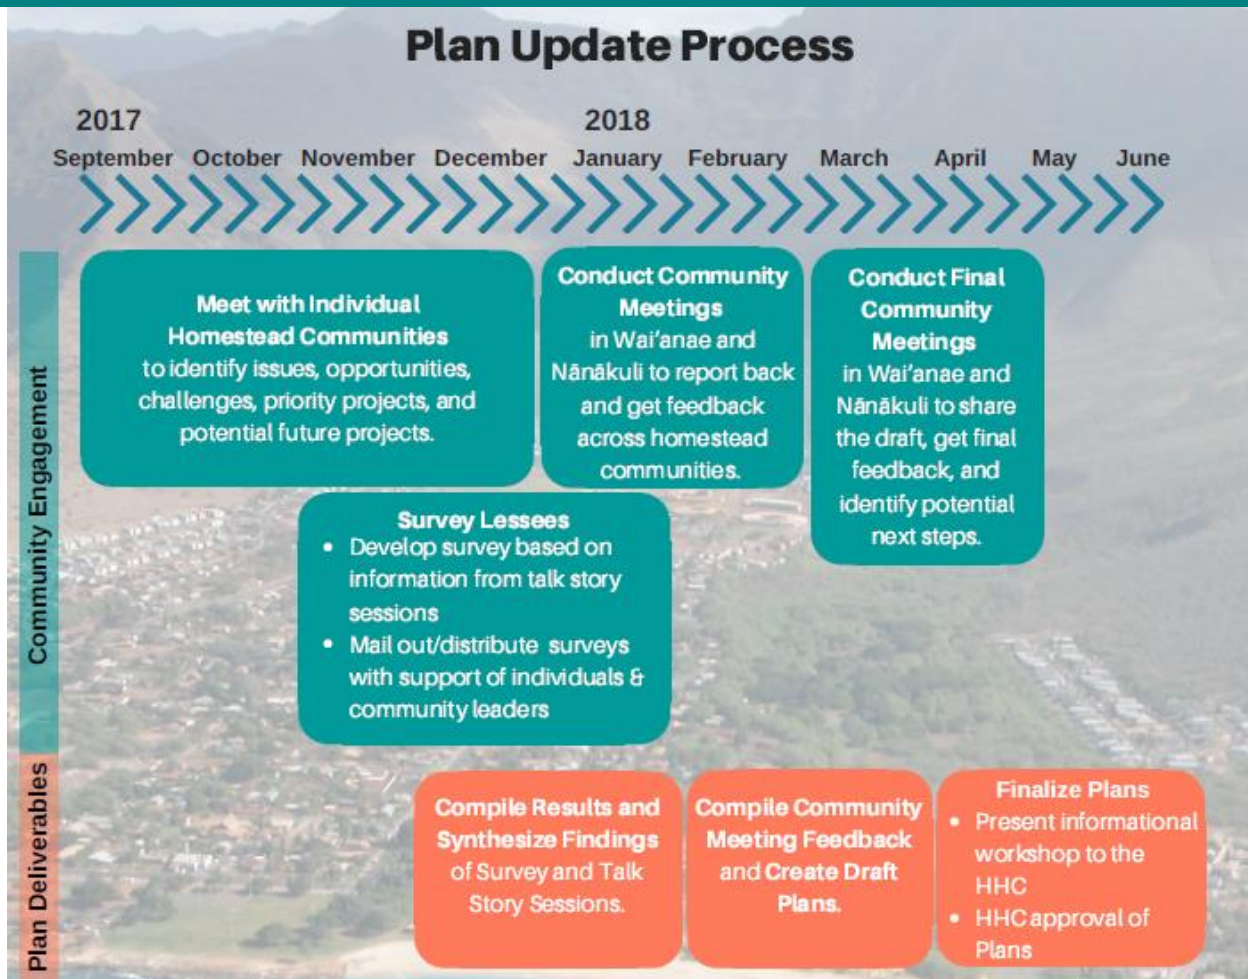 Plan Update Process
2017
2018
September October November December January February March April May June
Community Engagement
Meet with Individual
Homestead Communities
to identify issues, opportunities,
challenges, priority projects, and
potential future projects.
Conduct Community
Meetings
in Wai‘anae and
Nānākuli to report back
and get feedback
across homestead
communities.
Conduct Final
Community
Meetings
in Wai‘anae and
Nānākuli to share
the draft, get final
feedback, and
identify potential
next steps.
Survey Lessees
• Develop survey based on
information from talk story
sessions
• Mail out/distribute surveys
with support of individuals &
community leaders
Plan Deliverables
Compile Results and
Synthesize Findings
of Survey and Talk
Story Sessions.
Compile Community
Meeting Feedback
and Create Draft
Plans.
Finalize Plans
• Present informational
workshop to the
HHC
• HHC approval of
Plans